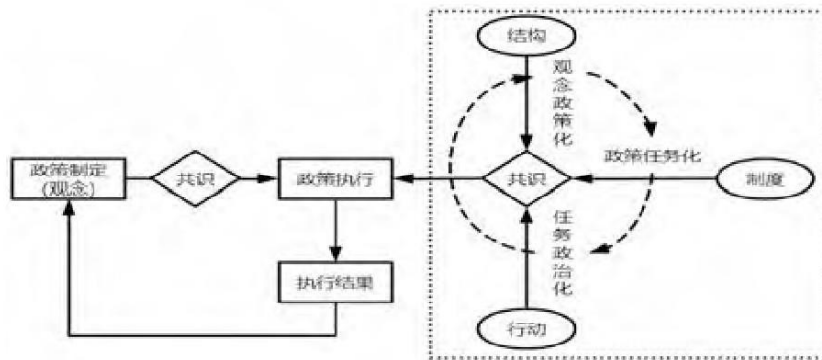 结构
观念政策化
政策任务化
政策制定
(观念)
共识
政策执行
共识
制度
任务政治化
执行结果
行动